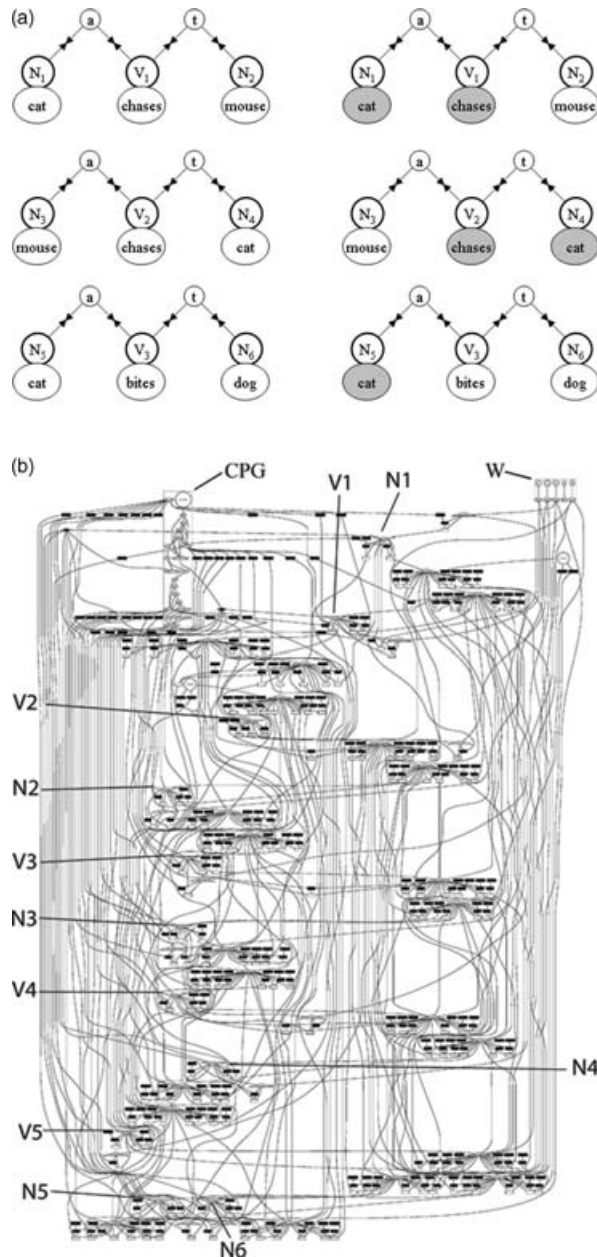 (a)
a t a t
N1 V1 N2 N1 V1 N2
cat chases mouse cat chases mouse
a t a t
N3 V2 N4 N3 V2 N4
mouse chases cat mouse chases cat
a t a t
N5 V3 N6 N5 V3 N6
cat bites dog cat bites dog
(b)
CPG V1 N1 W
V2
N2
V3
N3
V4
N4
V5
N5
N6